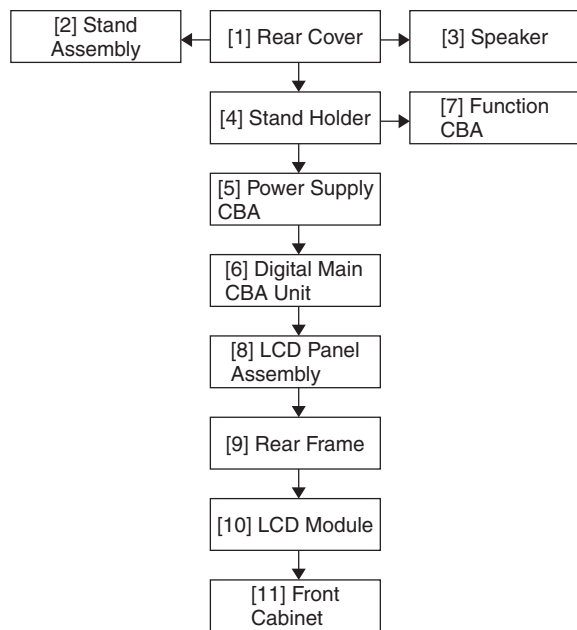 [2] Stand
Assembly
[1] Rear Cover
[3] Speaker
[4] Stand Holder
[7] Function
CBA
[5] Power Supply
CBA
[6] Digital Main
CBA Unit
[8] LCD Panel
Assembly
[9] Rear Frame
[10] LCD Module
[11] Front
Cabinet